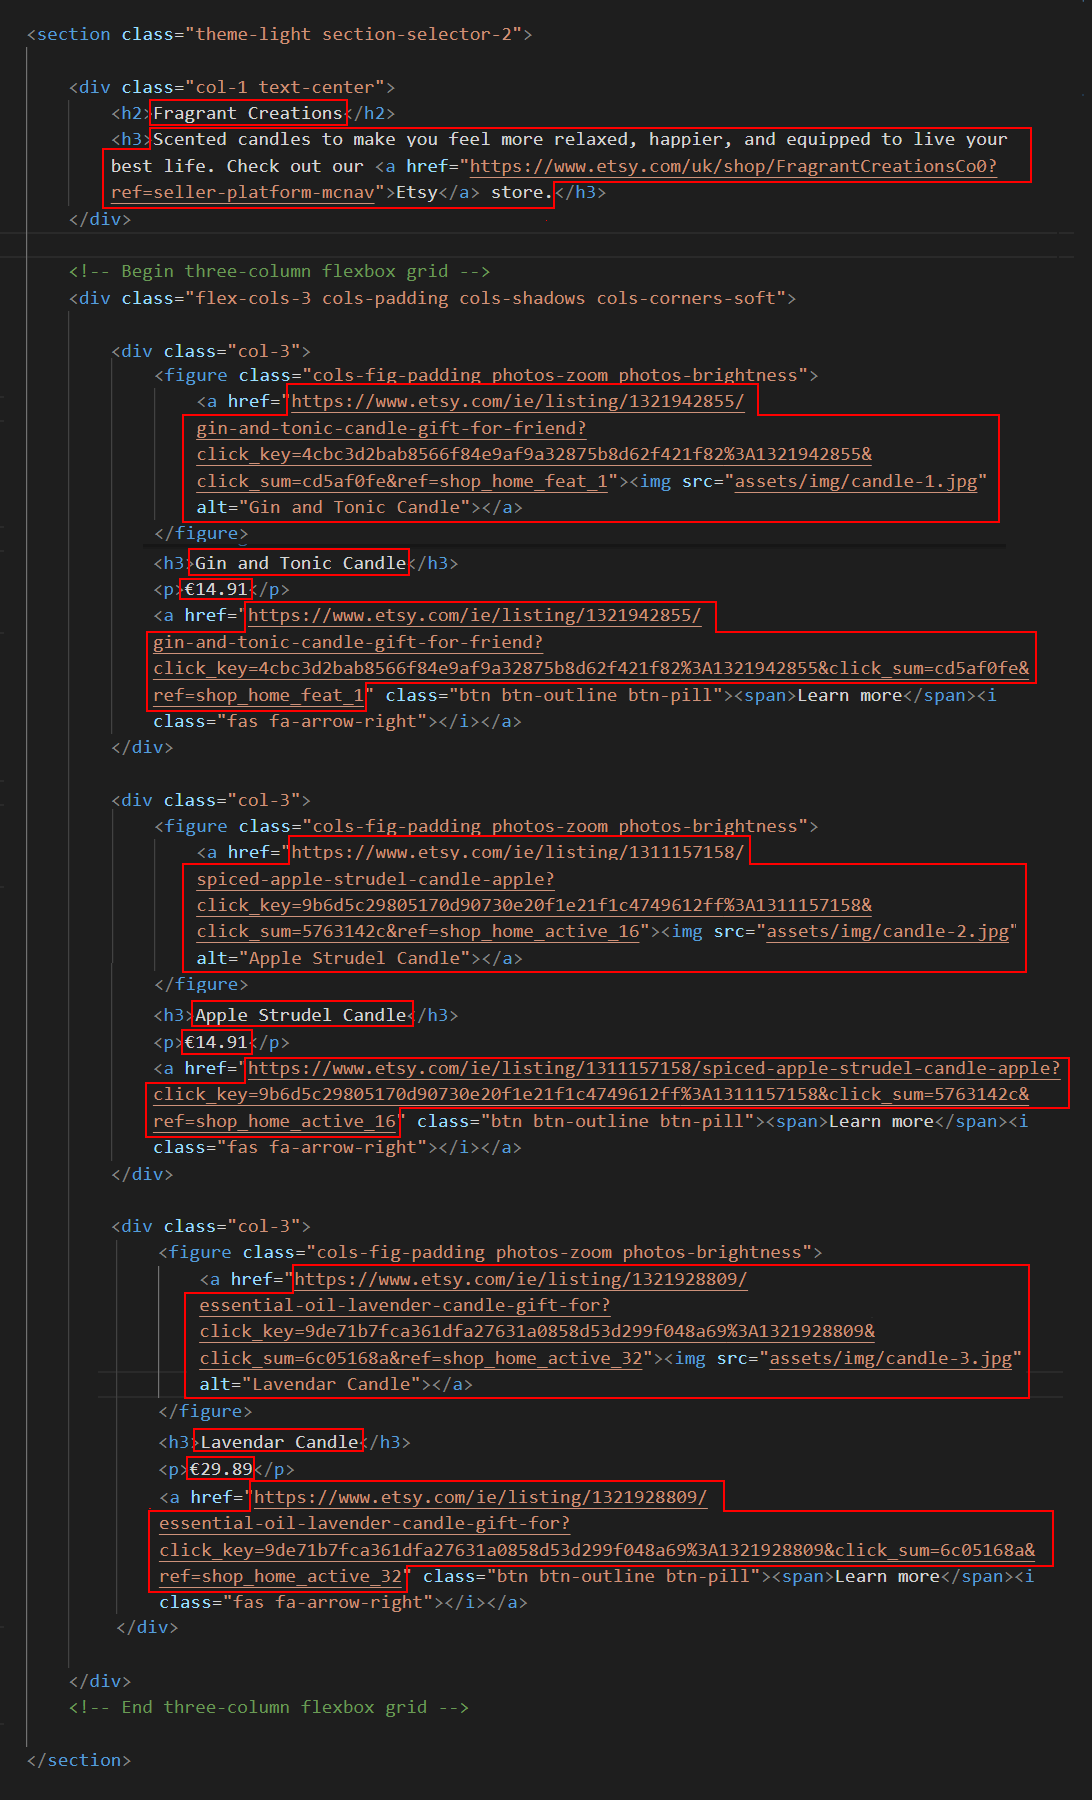 <section class="theme-light section-selector-2">
<div class="col-1 text-center">
<h2>Fragrant Creations</h2>
<h3>Scented candles to make you feel more relaxed, happier, and equipped to live your
best life. Check out our <a href="https://www.etsy.com/uk/shop/FragrantCreationsCo0?
ref=seller-platform-mcnav">Etsy</a> store.</h3>
</div>
<!-- Begin three-column flexbox grid -->
<div class="flex-cols-3 cols-padding cols-shadows cols-corners-soft">
<div class="col-3">
<figure class="cols-fig-padding photos-zoom photos-brightness">
<a href="https://www.etsy.com/ie/listing/1321942855/
gin-and-tonic-candle-gift-for-friend?
click_key=4cbc3d2bab8566f84e9af9a32875b8d62f421f82%3A1321942855&
click_sum=cd5af0fe&ref=shop_home_feat_1"><img src="assets/img/candle-1.jpg"
alt="Gin and Tonic Candle"></a>
</figure>
<h3>Gin and Tonic Candle</h3>
<p>€14.91</p>
<a href="https://www.etsy.com/ie/listing/1321942855/
gin-and-tonic-candle-gift-for-friend?
click_key=4cbc3d2bab8566f84e9af9a32875b8d62f421f82%3A1321942855&click_sum=cd5af0fe&
ref=shop_home_feat_1" class="btn btn-outline btn-pill"><span>Learn more</span><i
class="fas fa-arrow-right"></i></a>
</div>
<div class="col-3">
<figure class="cols-fig-padding photos-zoom photos-brightness">
<a href="https://www.etsy.com/ie/listing/1311157158/
spiced-apple-strudel-candle-apple?
click_key=9b6d5c29805170d90730e20f1e21f1c4749612ff%3A1311157158&
click_sum=5763142c&ref=shop_home_active_16"><img src="assets/img/candle-2.jpg"
alt="Apple Strudel Candle"></a>
</figure>
<h3>Apple Strudel Candle</h3>
<p>€14.91</p>
<a href="https://www.etsy.com/ie/listing/1311157158/spiced-apple-strudel-candle-apple?
click_key=9b6d5c29805170d90730e20f1e21f1c4749612ff%3A1311157158&click_sum=5763142c&
ref=shop_home_active_16" class="btn btn-outline btn-pill"><span>Learn more</span><i
class="fas fa-arrow-right"></i></a>
</div>
<div class="col-3">
<figure class="cols-fig-padding photos-zoom photos-brightness">
<a href="https://www.etsy.com/ie/listing/1321928809/
essential-oil-lavender-candle-gift-for?
click_key=9de71b7fca361dfa27631a0858d53d299f048a69%3A1321928809&
click_sum=6c05168a&ref=shop_home_active_32"><img src="assets/img/candle-3.jpg"
alt="Lavendar Candle"></a>
</figure>
<h3>Lavendar Candle</h3>
<p>€29.89</p>
<a href="https://www.etsy.com/ie/listing/1321928809/
essential-oil-lavender-candle-gift-for?
click_key=9de71b7fca361dfa27631a0858d53d299f048a69%3A1321928809&click_sum=6c05168a&
ref=shop_home_active_32" class="btn btn-outline btn-pill"><span>Learn more</span><i
class="fas fa-arrow-right"></i></a>
</div>
</div>
<!-- End three-column flexbox grid -->
</section>